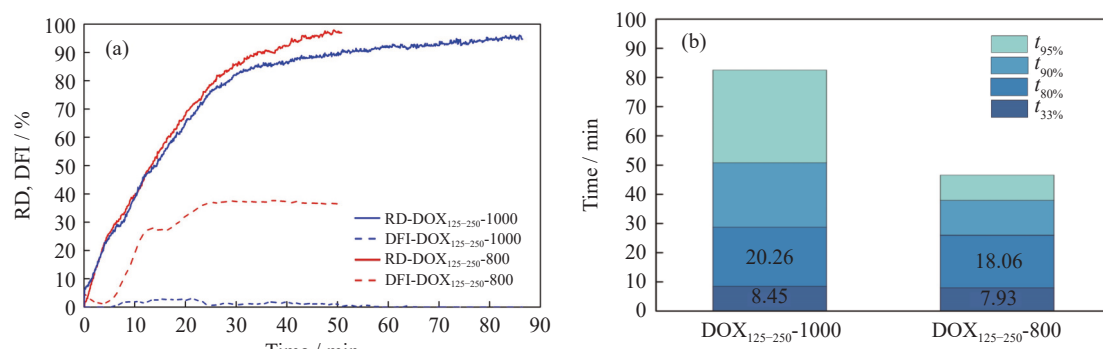 100
90
80
70
60
50
40
30
20
10
0
RD, DFI / %
(a)
RD-DOX₁₂₅₋₂₅₀-1000
DFI-DOX₁₂₅₋₂₅₀-1000
RD-DOX₁₂₅₋₂₅₀-800
DFI-DOX₁₂₅₋₂₅₀-800
0 10 20 30 40 50 60 70 80 90
Time / min
100
90
80
70
60
50
40
30
20
10
0
Time / min
(b)
t₉₅%
t₉₀%
t₈₀%
t₃₃%
20.26
18.06
8.45
7.93
DOX₁₂₅₋₂₅₀-1000 DOX₁₂₅₋₂₅₀-800